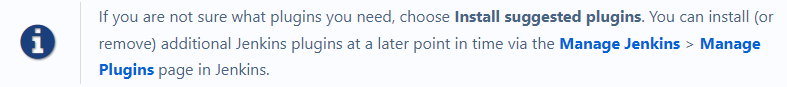 If you are not sure what plugins you need, choose Install suggested plugins. You can install (or
remove) additional Jenkins plugins at a later point in time via the Manage Jenkins > Manage
Plugins page in Jenkins.